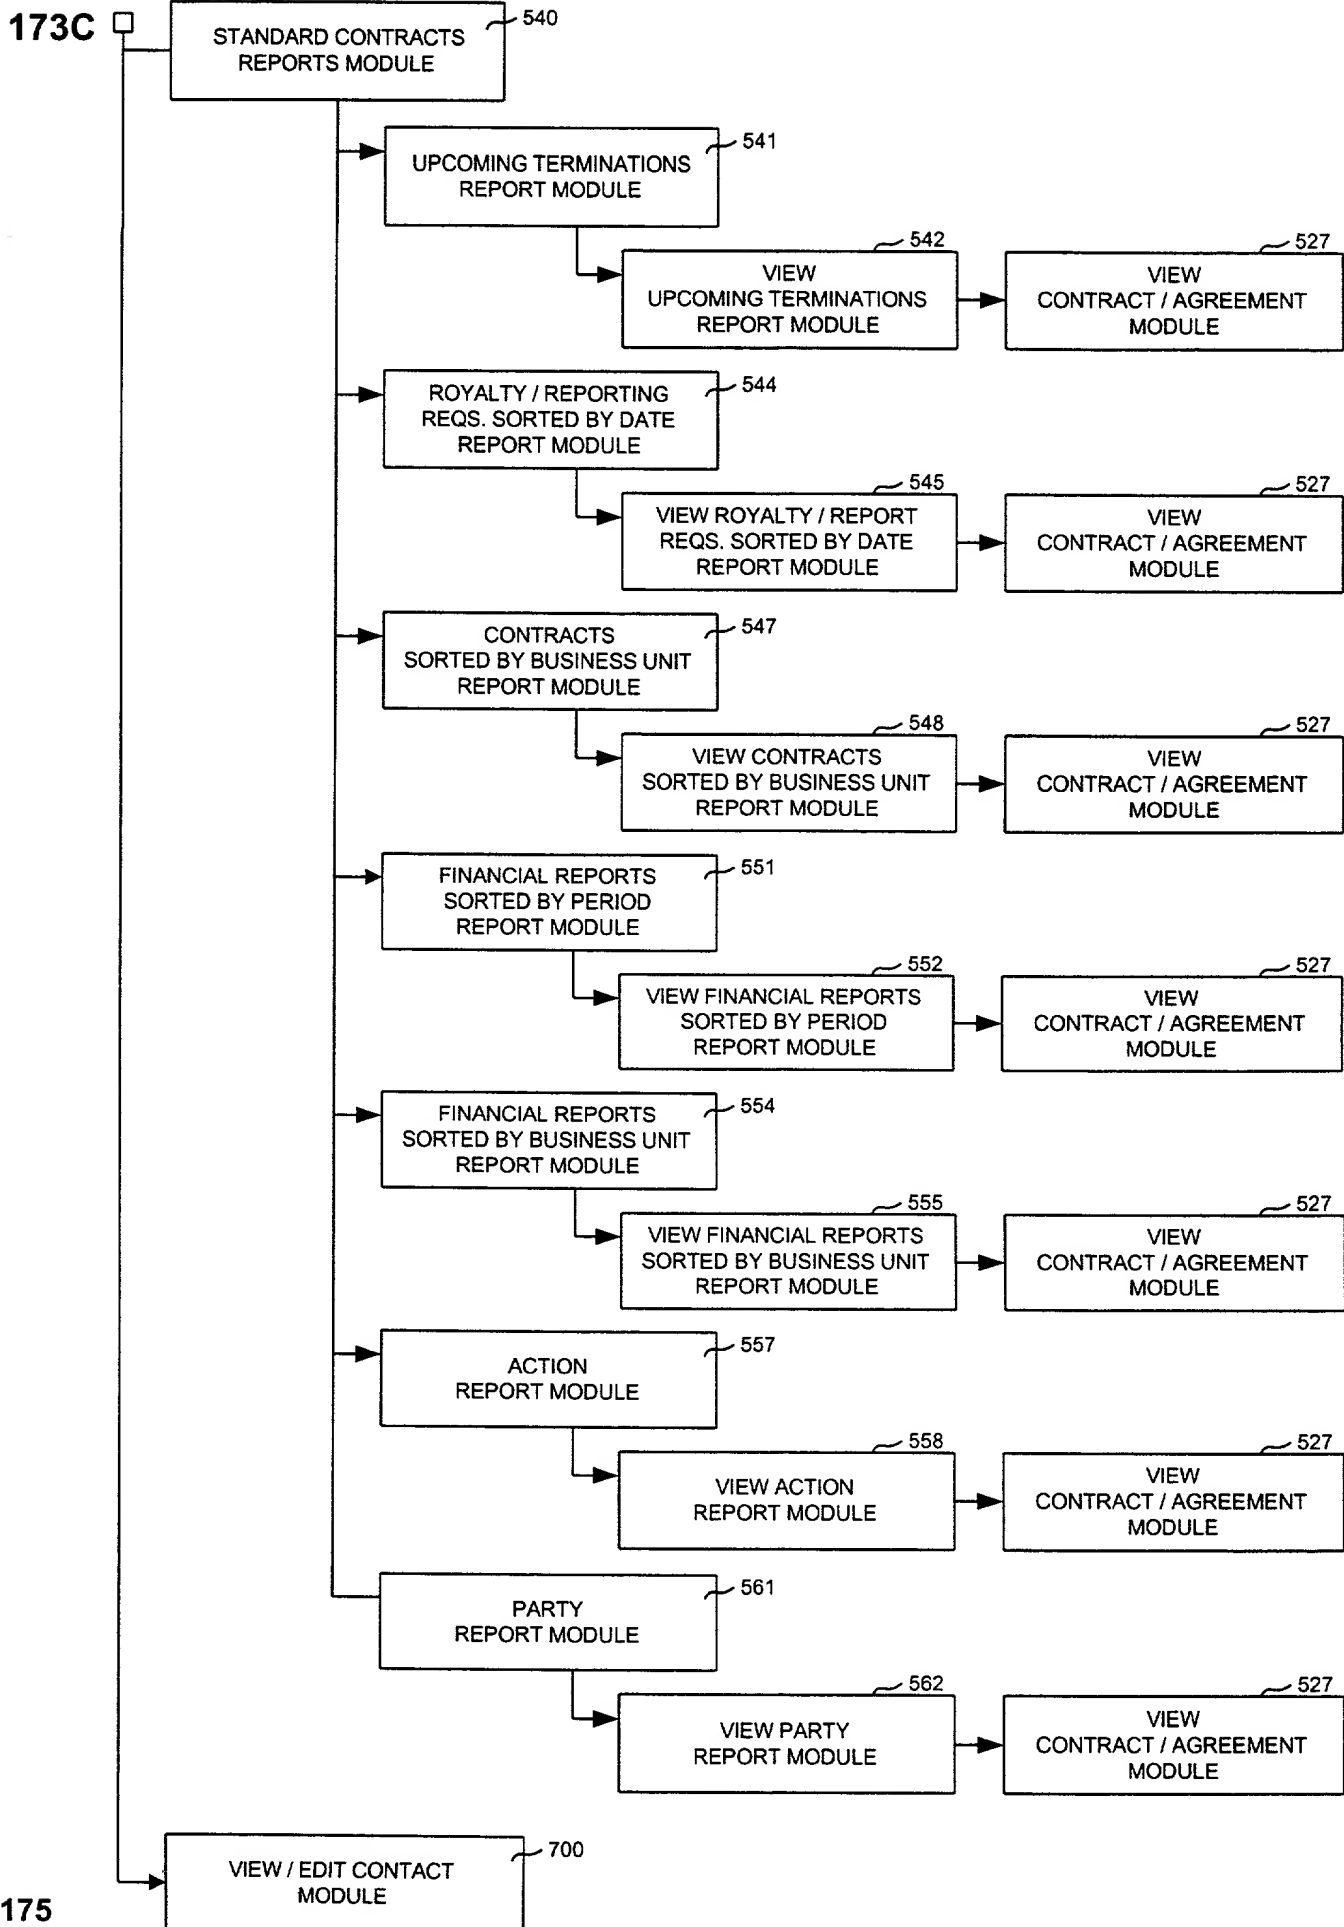 173C
540
STANDARD CONTRACTS
REPORTS MODULE
541
UPCOMING TERMINATIONS
REPORT MODULE
542
VIEW
UPCOMING TERMINATIONS
REPORT MODULE
527
VIEW
CONTRACT / AGREEMENT
MODULE
544
ROYALTY / REPORTING
REQS. SORTED BY DATE
REPORT MODULE
545
VIEW ROYALTY / REPORT
REQS. SORTED BY DATE
REPORT MODULE
527
VIEW
CONTRACT / AGREEMENT
MODULE
547
CONTRACTS
SORTED BY BUSINESS UNIT
REPORT MODULE
548
VIEW CONTRACTS
SORTED BY BUSINESS UNIT
REPORT MODULE
527
VIEW
CONTRACT / AGREEMENT
MODULE
551
FINANCIAL REPORTS
SORTED BY PERIOD
REPORT MODULE
552
VIEW FINANCIAL REPORTS
SORTED BY PERIOD
REPORT MODULE
527
VIEW
CONTRACT / AGREEMENT
MODULE
554
FINANCIAL REPORTS
SORTED BY BUSINESS UNIT
REPORT MODULE
555
VIEW FINANCIAL REPORTS
SORTED BY BUSINESS UNIT
REPORT MODULE
527
VIEW
CONTRACT / AGREEMENT
MODULE
557
ACTION
REPORT MODULE
558
VIEW ACTION
REPORT MODULE
527
VIEW
CONTRACT / AGREEMENT
MODULE
561
PARTY
REPORT MODULE
562
VIEW PARTY
REPORT MODULE
527
VIEW
CONTRACT / AGREEMENT
MODULE
700
VIEW / EDIT CONTACT
MODULE
175